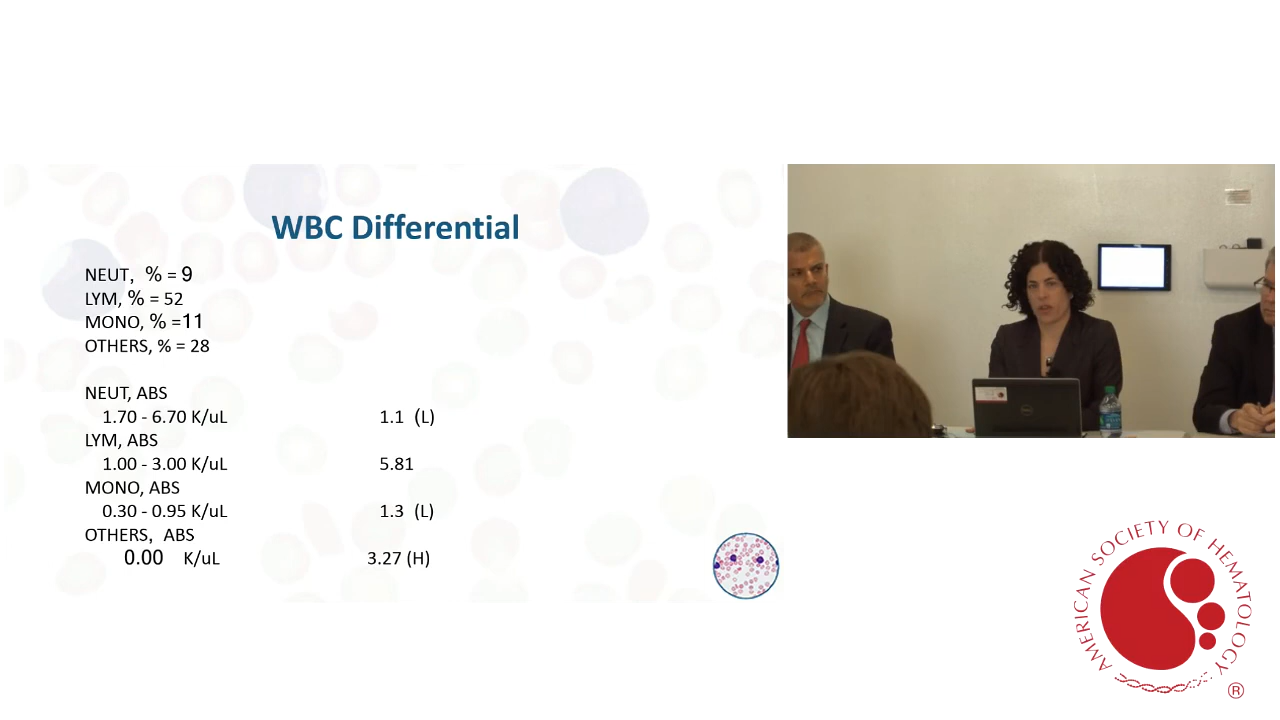 WBC Differential
NEUT, % = 9
LYM, % = 52
MONO, % =11
OTHERS, % = 28
NEUT, ABS
1.70 - 6.70 K/uL 1.1 (L)
LYM, ABS
1.00 - 3.00 K/uL 5.81
MONO, ABS
0.30 - 0.95 K/uL 1.3 (L)
OTHERS, ABS
0.00 K/uL 3.27 (H)
AMERICAN SOCIETY OF HEMATOLOGY
®